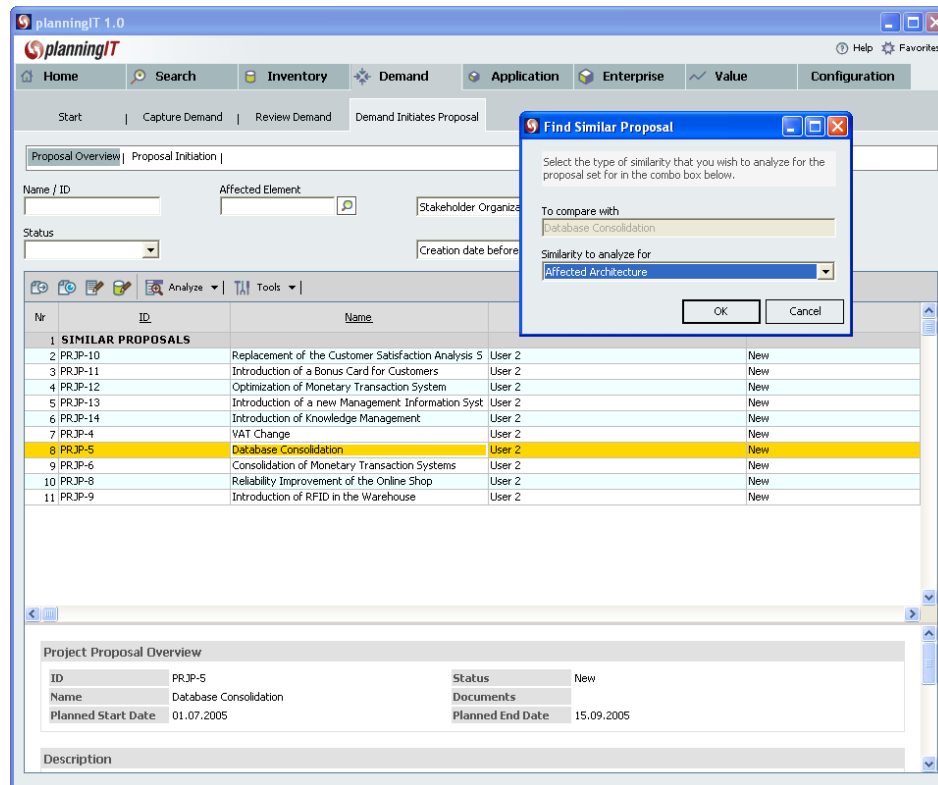 planningIT 1.0
planningIT
Help Favorites
Home Search Inventory Demand Application Enterprise Value Configuration
Start | Capture Demand | Review Demand Demand Initiates Proposal
Find Similar Proposal
Select the type of similarity that you wish to analyze for the
proposal set for in the combo box below.
To compare with
Database Consolidation
Similarity to analyze for
Affected Architecture
OK Cancel
Proposal Overview | Proposal Initiation |
Name / ID Affected Element
Stakeholder Organiza
Status
Creation date before
Analyze Tools
Nr ID Name
1 SIMILAR PROPOSALS
2 PRJP-10 Replacement of the Customer Satisfaction Analysis S User 2 New
3 PRJP-11 Introduction of a Bonus Card for Customers User 2 New
4 PRJP-12 Optimization of Monetary Transaction System User 2 New
5 PRJP-13 Introduction of a new Management Information Syst User 2 New
6 PRJP-14 Introduction of Knowledge Management User 2 New
7 PRJP-4 VAT Change User 2 New
8 PRJP-5 Database Consolidation User 2 New
9 PRJP-6 Consolidation of Monetary Transaction Systems User 2 New
10 PRJP-8 Reliability Improvement of the Online Shop User 2 New
11 PRJP-9 Introduction of RFID in the Warehouse User 2 New
Project Proposal Overview
ID PRJP-5 Status New
Name Database Consolidation Documents
Planned Start Date 01.07.2005 Planned End Date 15.09.2005
Description